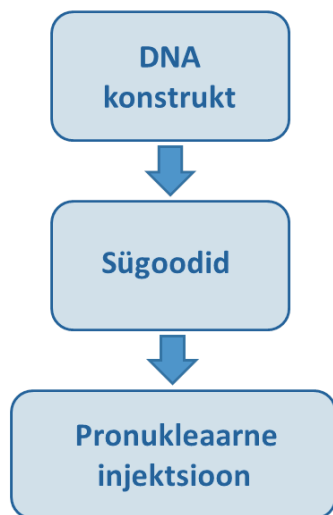 DNA
konstrukt
Sügoodid
Pronukleaarne
injektsioon